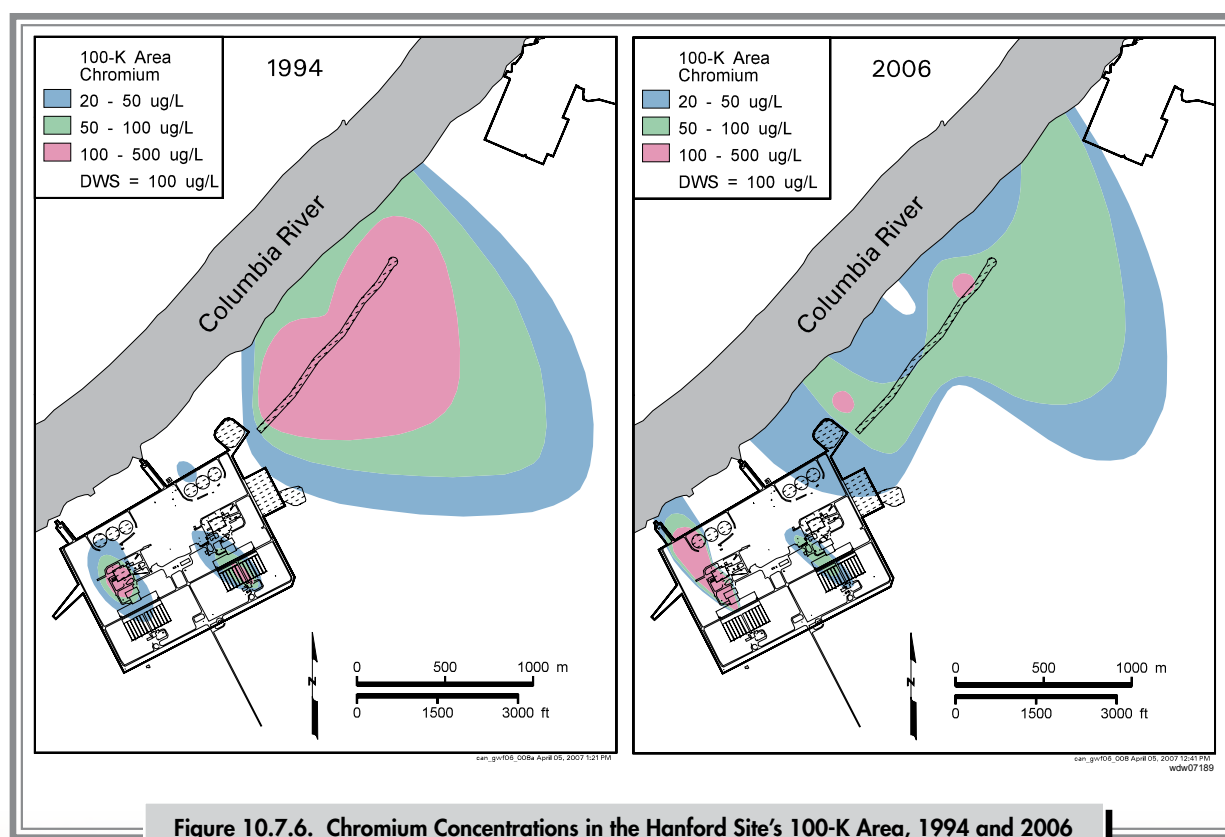 100-K Area
Chromium
20 - 50 ug/L
50 - 100 ug/L
100 - 500 ug/L
DWS = 100 ug/L
1994
Columbia River
N
0 500 1000 m
0 1500 3000 ft
can_gwf06_008a April 05, 2007 1:21 PM
100-K Area
Chromium
20 - 50 ug/L
50 - 100 ug/L
100 - 500 ug/L
DWS = 100 ug/L
2006
Columbia River
N
0 500 1000 m
0 1500 3000 ft
can_gwf06_008 April 05, 2007 12:41 PM
wdw07189
Figure 10.7.6. Chromium Concentrations in the Hanford Site's 100-K Area, 1994 and 2006